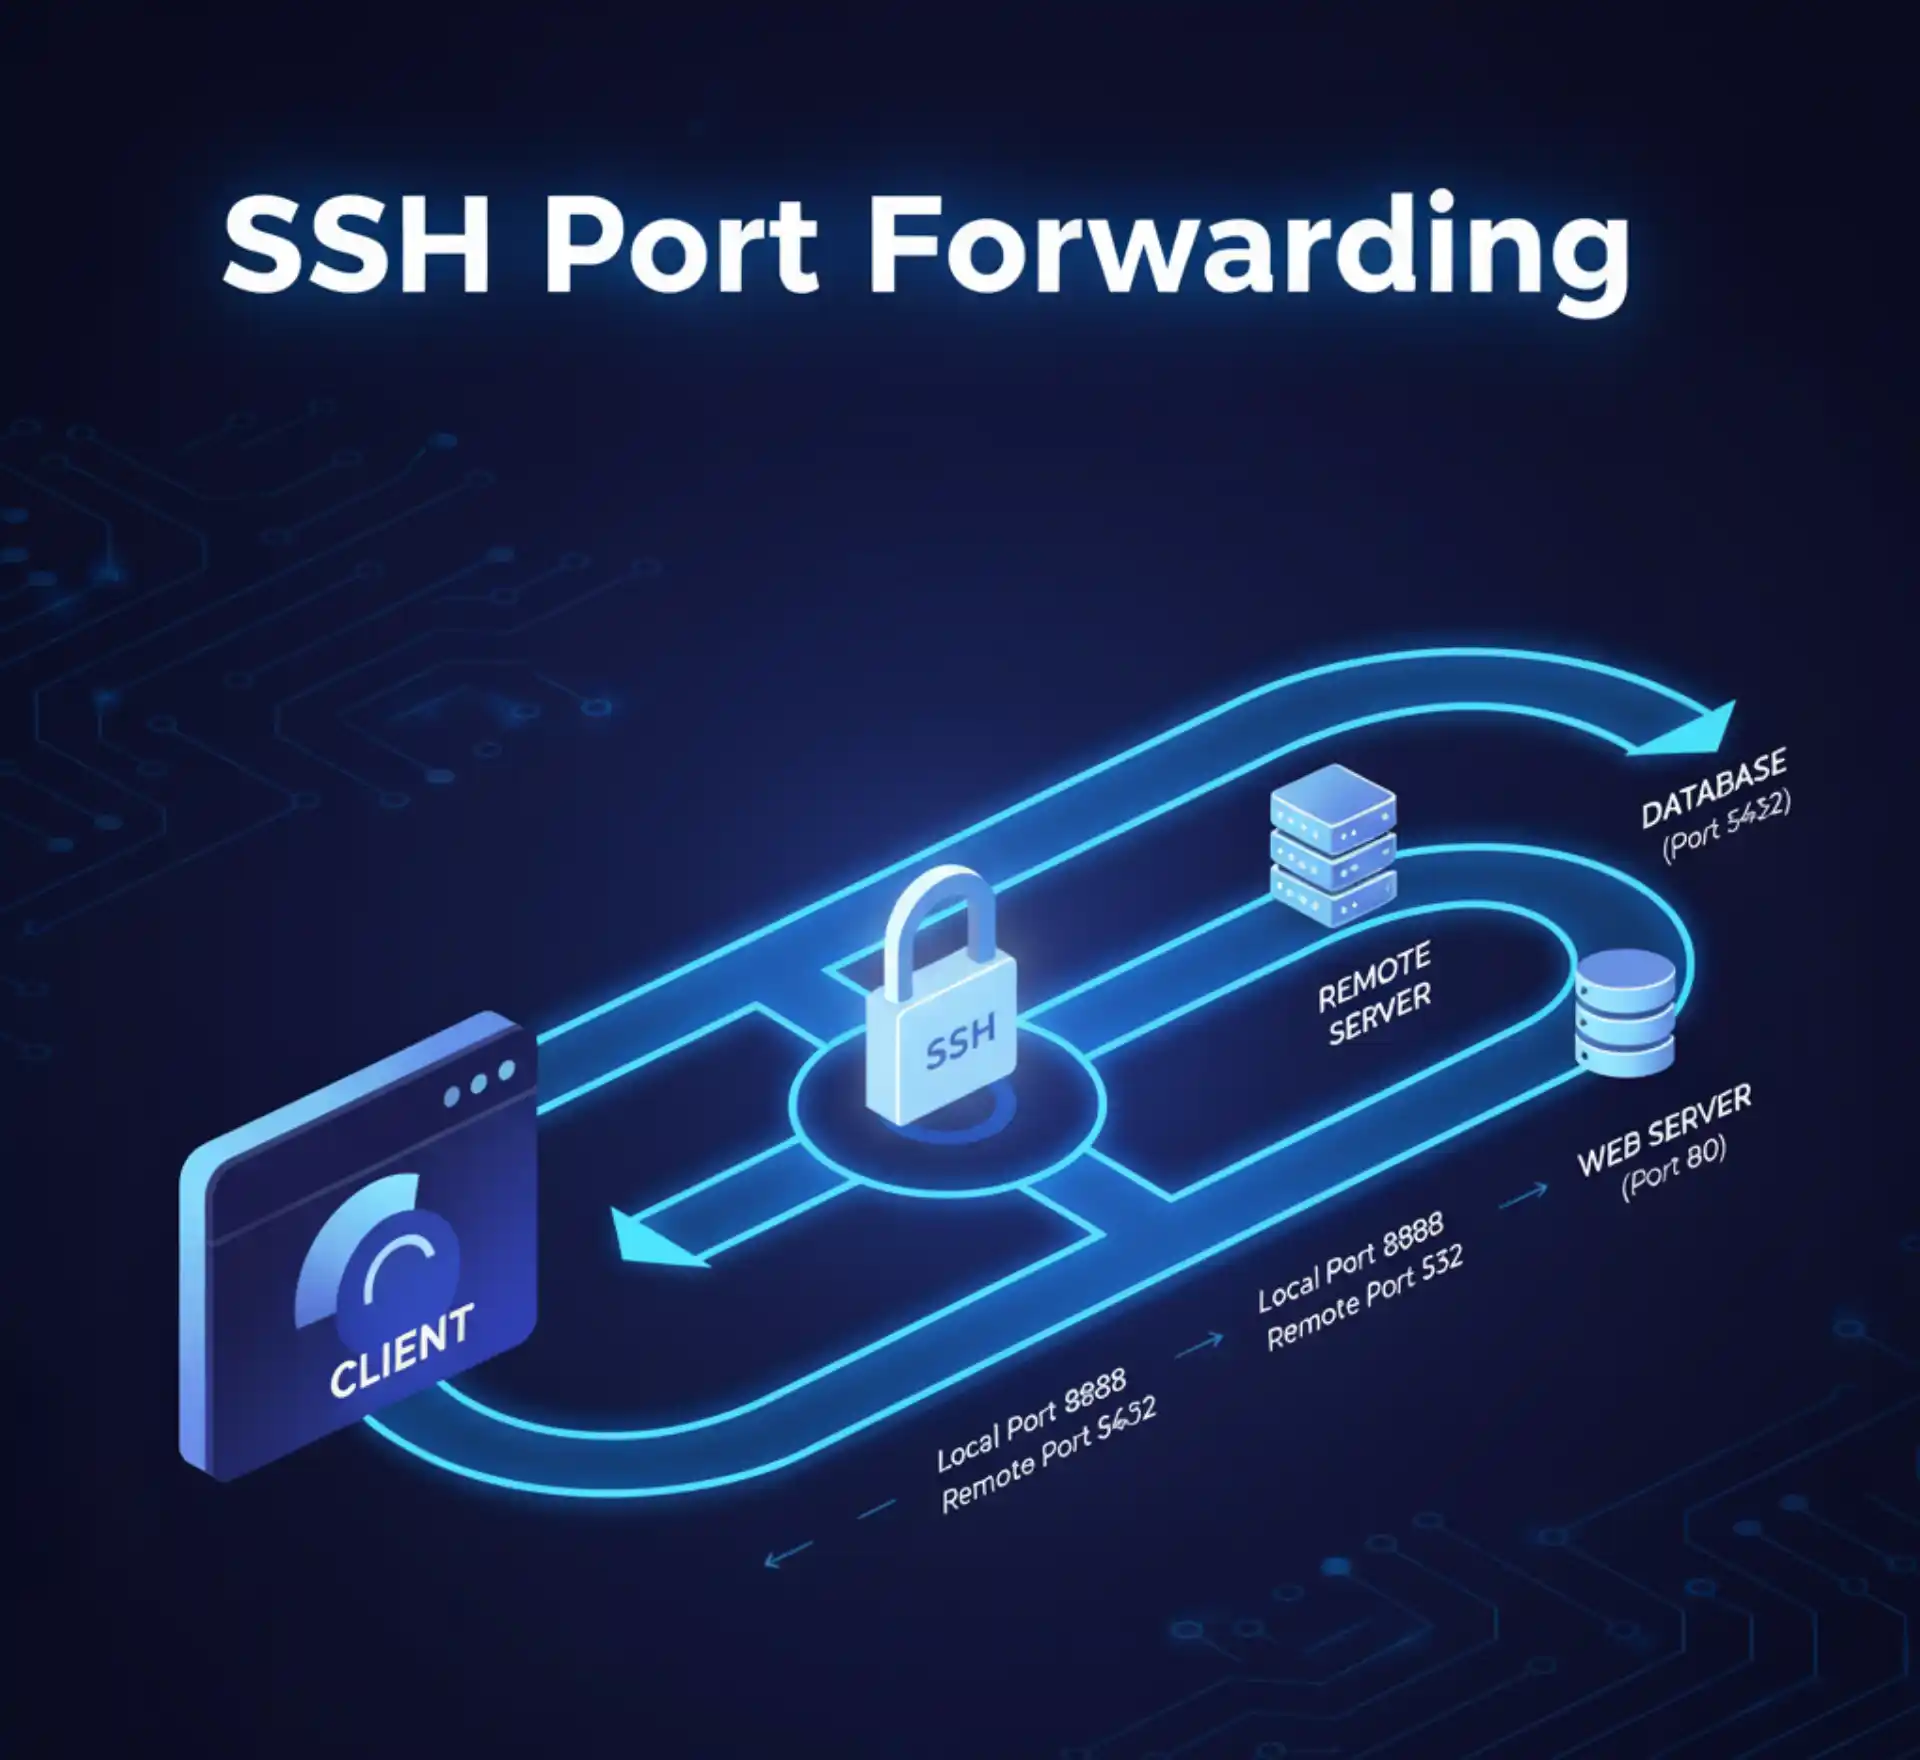 SSH Port Forwarding
DATABASE
(Port 5432)
REMOTE
SERVER
SSH
WEB SERVER
(Port 80)
CLIENT
Local Port 8888
Remote Port 532
Local Port 8888
Remote Port